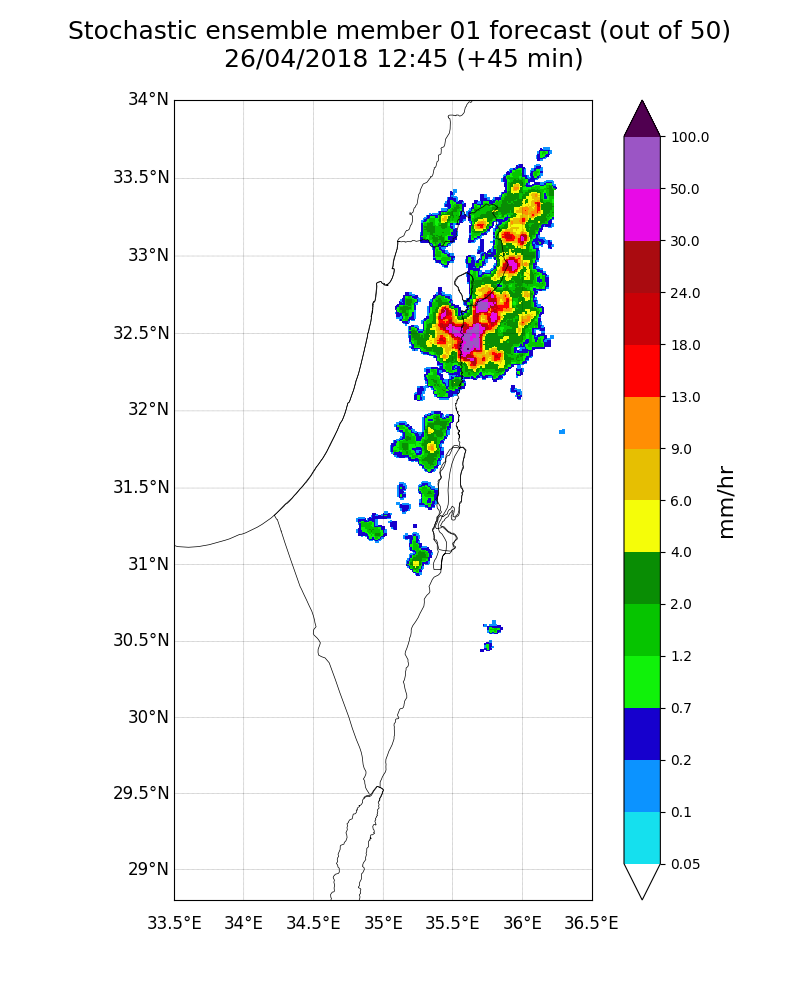 Stochastic ensemble member 01 forecast (out of 50)
26/04/2018 12:45 (+45 min)
34°N
33.5°N
33°N
32.5°N
32°N
31.5°N
31°N
30.5°N
30°N
29.5°N
29°N
33.5°E 34°E 34.5°E 35°E 35.5°E 36°E 36.5°E
100.0
50.0
30.0
24.0
18.0
13.0
9.0
6.0
4.0
2.0
1.2
0.7
0.2
0.1
0.05
mm/hr